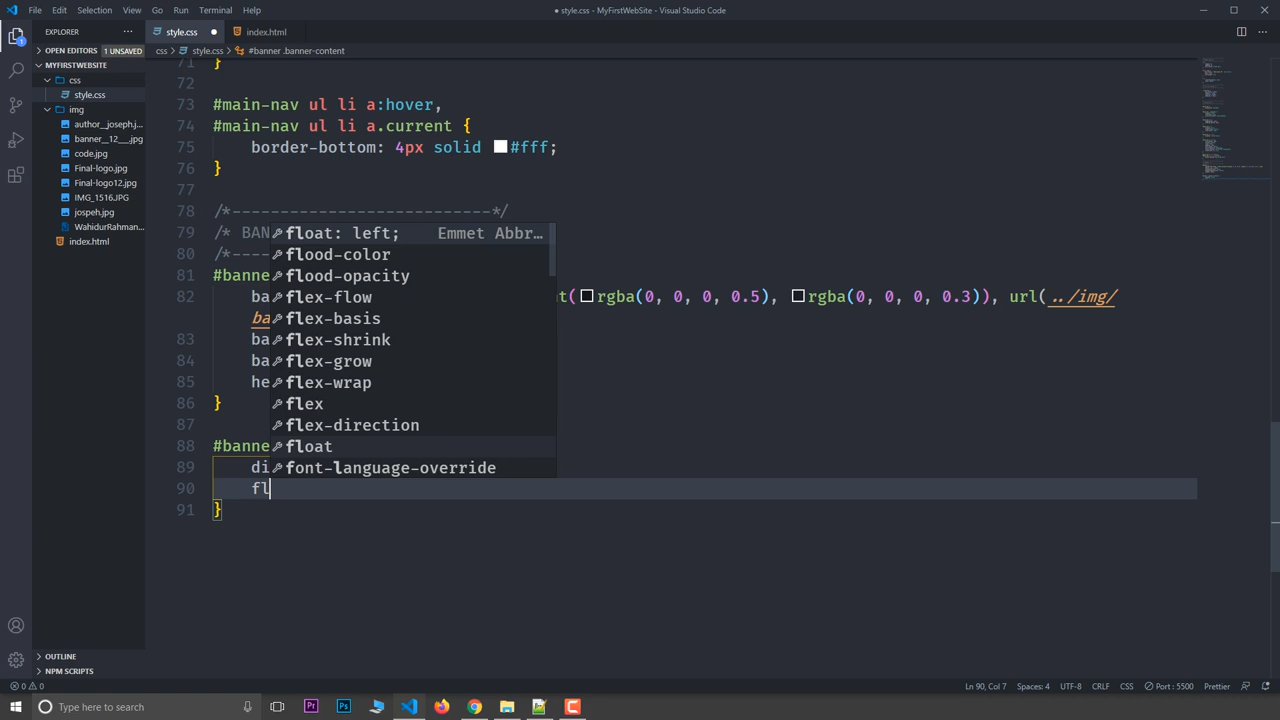 File Edit Selection View Go Run Terminal Help
● style.css - MyFirstWebSite - Visual Studio Code
EXPLORER
style.css
index.html
OPEN EDITORS 1 UNSAVED
css > style.css > #banner .banner-content
MYFIRSTWEBSITE
css
style.css
img
author__joseph.j...
banner__12___.jpg
code.jpg
Final-logo.jpg
Final-logo12.jpg
IMG_1516.JPG
jospeh.jpg
WahidurRahman...
index.html
71 }
72
73 #main-nav ul li a:hover,
74 #main-nav ul li a.current {
75 border-bottom: 4px solid #fff;
76 }
77
78 /*---------------------------*/
79 /* BAN
80 /*----
81 #banne
82 ba t(rgba(0, 0, 0, 0.5), rgba(0, 0, 0, 0.3)), url(../img/
ba
83 ba
84 ba
85 he
86 }
87
88 #banne
89 di
90 fl
91 }
float: left; Emmet Abbr...
flood-color
flood-opacity
flex-flow
flex-basis
flex-shrink
flex-grow
flex-wrap
flex
flex-direction
float
font-language-override
OUTLINE
NPM SCRIPTS
0 0 Ln 90, Col 7 Spaces: 4 UTF-8 CRLF CSS Port : 5500 Prettier
Type here to search